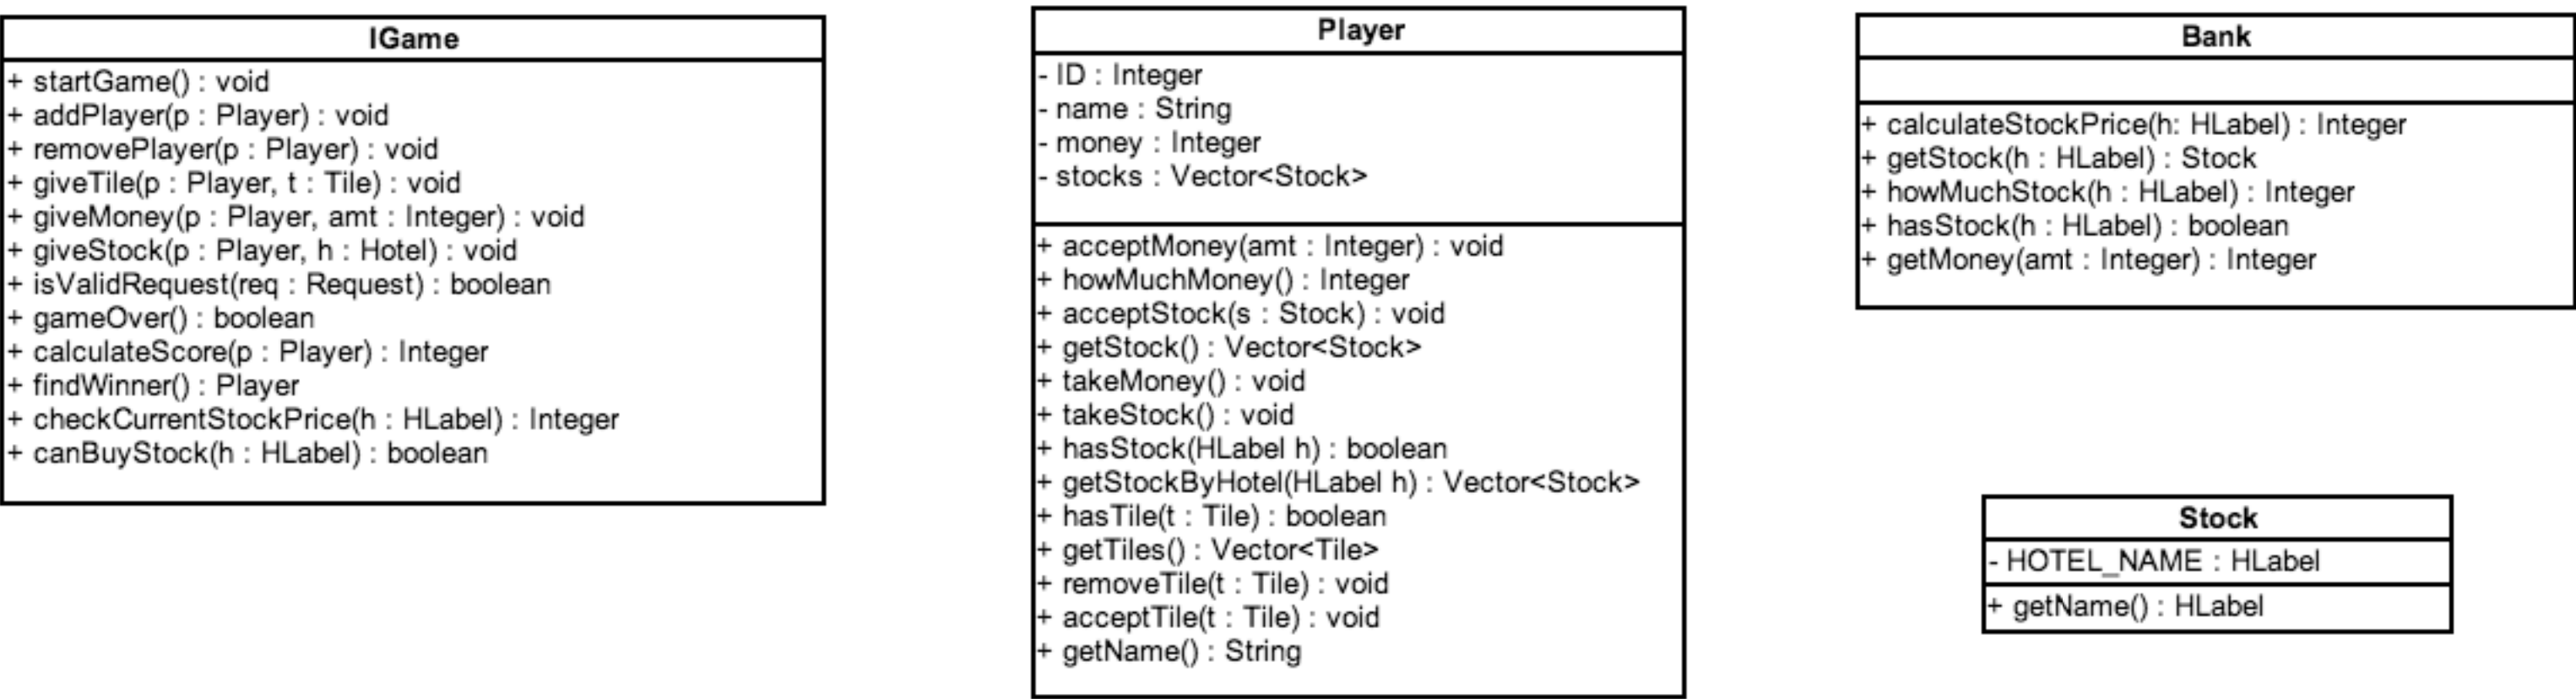 IGame
+ startGame() : void
+ addPlayer(p : Player) : void
+ removePlayer(p : Player) : void
+ giveTile(p : Player, t : Tile) : void
+ giveMoney(p : Player, amt : Integer) : void
+ giveStock(p : Player, h : Hotel) : void
+ isValidRequest(req : Request) : boolean
+ gameOver() : boolean
+ calculateScore(p : Player) : Integer
+ findWinner() : Player
+ checkCurrentStockPrice(h : HLabel) : Integer
+ canBuyStock(h : HLabel) : boolean
Player
- ID : Integer
- name : String
- money : Integer
- stocks : Vector<Stock>
+ acceptMoney(amt : Integer) : void
+ howMuchMoney() : Integer
+ acceptStock(s : Stock) : void
+ getStock() : Vector<Stock>
+ takeMoney() : void
+ takeStock() : void
+ hasStock(HLabel h) : boolean
+ getStockByHotel(HLabel h) : Vector<Stock>
+ hasTile(t : Tile) : boolean
+ getTiles() : Vector<Tile>
+ removeTile(t : Tile) : void
+ acceptTile(t : Tile) : void
+ getName() : String
Bank
+ calculateStockPrice(h: HLabel) : Integer
+ getStock(h : HLabel) : Stock
+ howMuchStock(h : HLabel) : Integer
+ hasStock(h : HLabel) : boolean
+ getMoney(amt : Integer) : Integer
Stock
- HOTEL_NAME : HLabel
+ getName() : HLabel